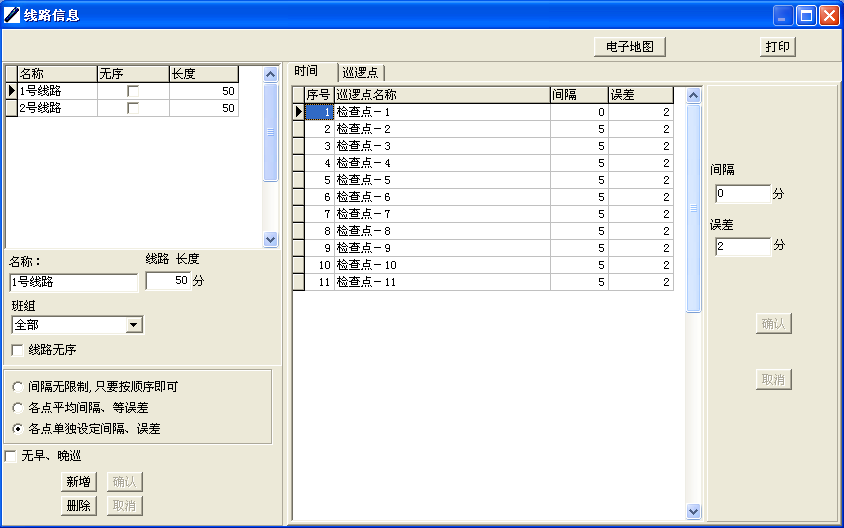 线路信息
电子地图 打印
名称 无序 长度
1号线路 50
2号线路 50
时间 巡逻点
序号 巡逻点名称 间隔 误差
1 检查点－1 0 2
2 检查点－2 5 2
3 检查点－3 5 2
4 检查点－4 5 2
5 检查点－5 5 2
6 检查点－6 5 2
7 检查点－7 5 2
8 检查点－8 5 2
9 检查点－9 5 2
10 检查点－10 5 2
11 检查点－11 5 2
名称： 线路 长度
1号线路 50 分
班组
全部
线路无序
间隔无限制,只要按顺序即可
各点平均间隔、等误差
各点单独设定间隔、误差
无早、晚巡
新增 确认
删除 取消
间隔
0 分
误差
2 分
确认
取消